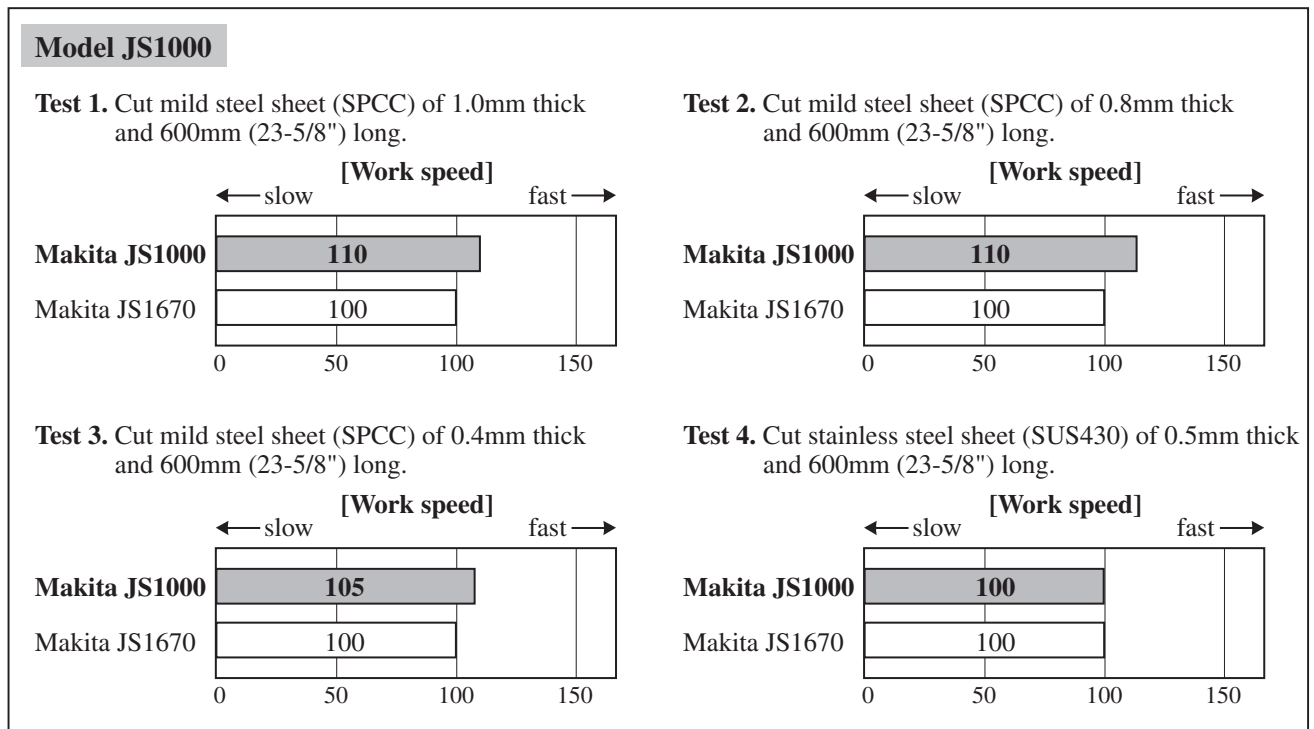 Model JS1000
Test 1. Cut mild steel sheet (SPCC) of 1.0mm thick
and 600mm (23-5/8") long.
[Work speed]
slow fast
Makita JS1000 110
Makita JS1670 100
0 50 100 150
Test 2. Cut mild steel sheet (SPCC) of 0.8mm thick
and 600mm (23-5/8") long.
[Work speed]
slow fast
Makita JS1000 110
Makita JS1670 100
0 50 100 150
Test 3. Cut mild steel sheet (SPCC) of 0.4mm thick
and 600mm (23-5/8") long.
[Work speed]
slow fast
Makita JS1000 105
Makita JS1670 100
0 50 100 150
Test 4. Cut stainless steel sheet (SUS430) of 0.5mm thick
and 600mm (23-5/8") long.
[Work speed]
slow fast
Makita JS1000 100
Makita JS1670 100
0 50 100 150